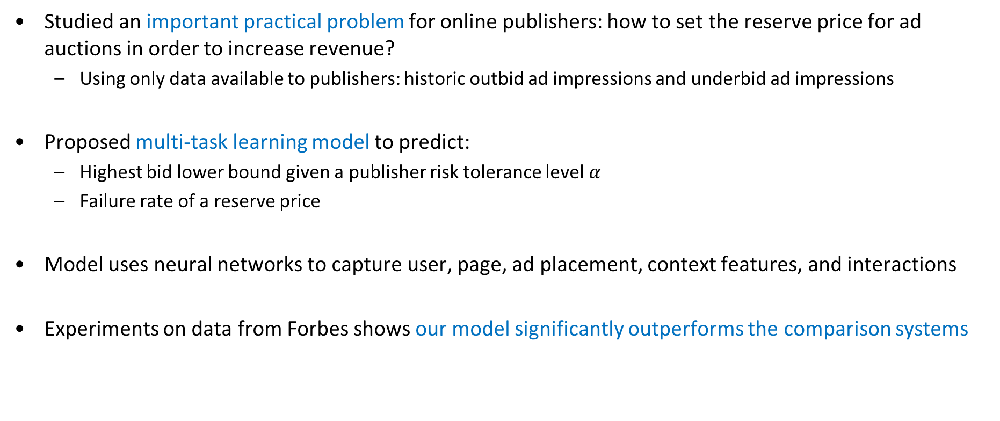 • Studied an important practical problem for online publishers: how to set the reserve price for ad
auctions in order to increase revenue?
– Using only data available to publishers: historic outbid ad impressions and underbid ad impressions
• Proposed multi-task learning model to predict:
– Highest bid lower bound given a publisher risk tolerance level α
– Failure rate of a reserve price
• Model uses neural networks to capture user, page, ad placement, context features, and interactions
• Experiments on data from Forbes shows our model significantly outperforms the comparison systems